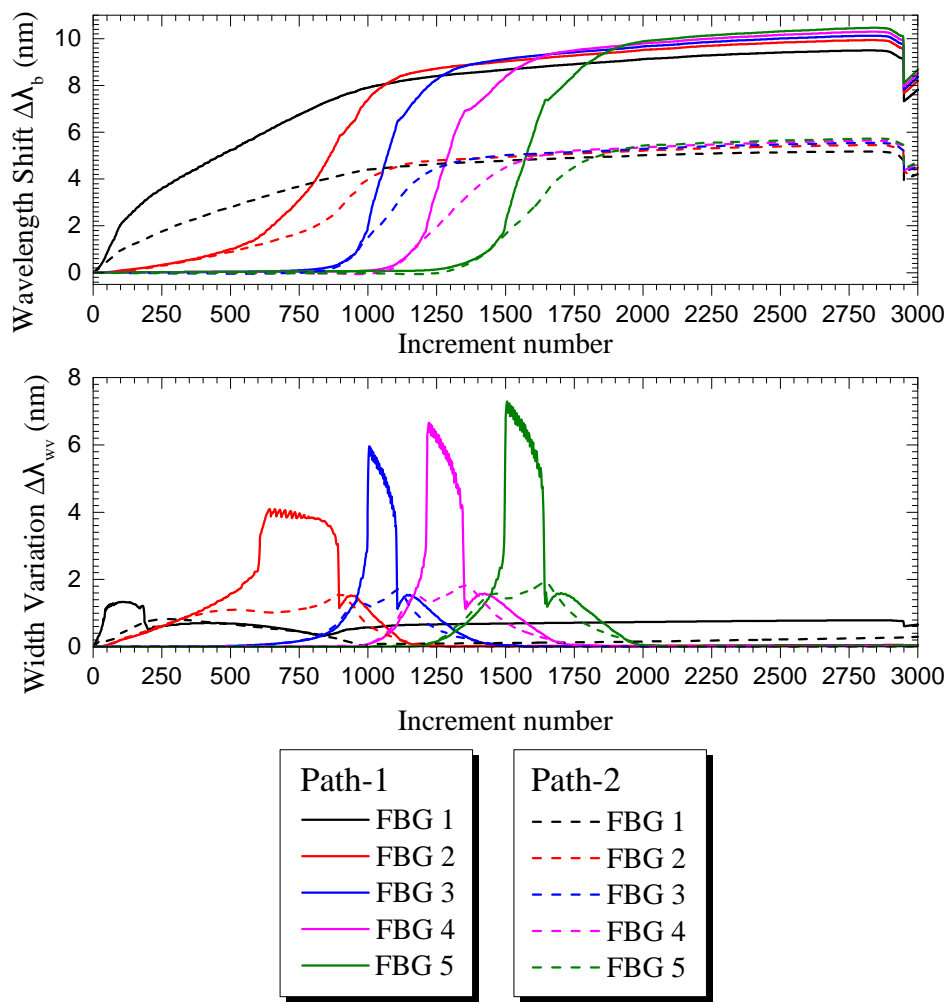 Wavelength Shift Δλb (nm)
10
8
6
4
2
0
0 250 500 750 1000 1250 1500 1750 2000 2250 2500 2750 3000
Increment number
Width Variation Δλwv (nm)
8
6
4
2
0
0 250 500 750 1000 1250 1500 1750 2000 2250 2500 2750 3000
Increment number
Path-1
FBG 1
FBG 2
FBG 3
FBG 4
FBG 5
Path-2
FBG 1
FBG 2
FBG 3
FBG 4
FBG 5